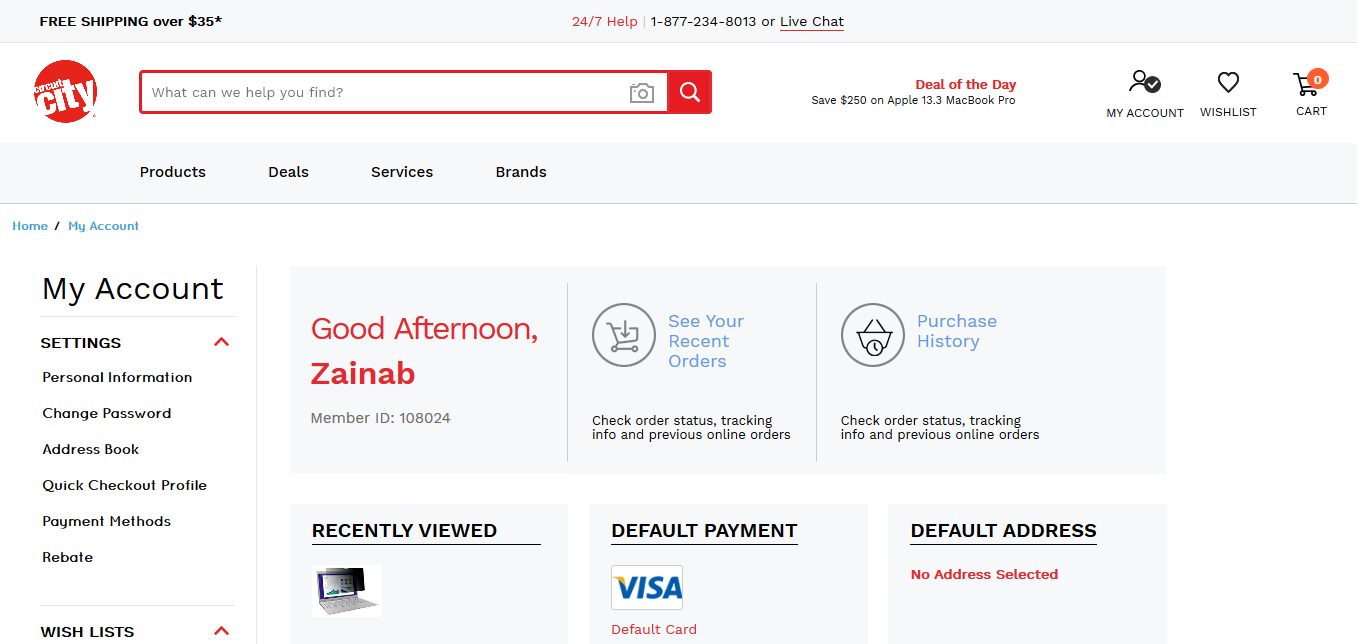 FREE SHIPPING over $35*
24/7 Help | 1-877-234-8013 or Live Chat
circuit
city
What can we help you find?
Deal of the Day
Save $250 on Apple 13.3 MacBook Pro
MY ACCOUNT
WISHLIST
0
CART
Products
Deals
Services
Brands
Home / My Account
My Account
SETTINGS
Personal Information
Change Password
Address Book
Quick Checkout Profile
Payment Methods
Rebate
WISH LISTS
Good Afternoon,
Zainab
Member ID: 108024
See Your
Recent
Orders
Check order status, tracking
info and previous online orders
Purchase
History
Check order status, tracking
info and previous online orders
RECENTLY VIEWED
DEFAULT PAYMENT
VISA
Default Card
DEFAULT ADDRESS
No Address Selected